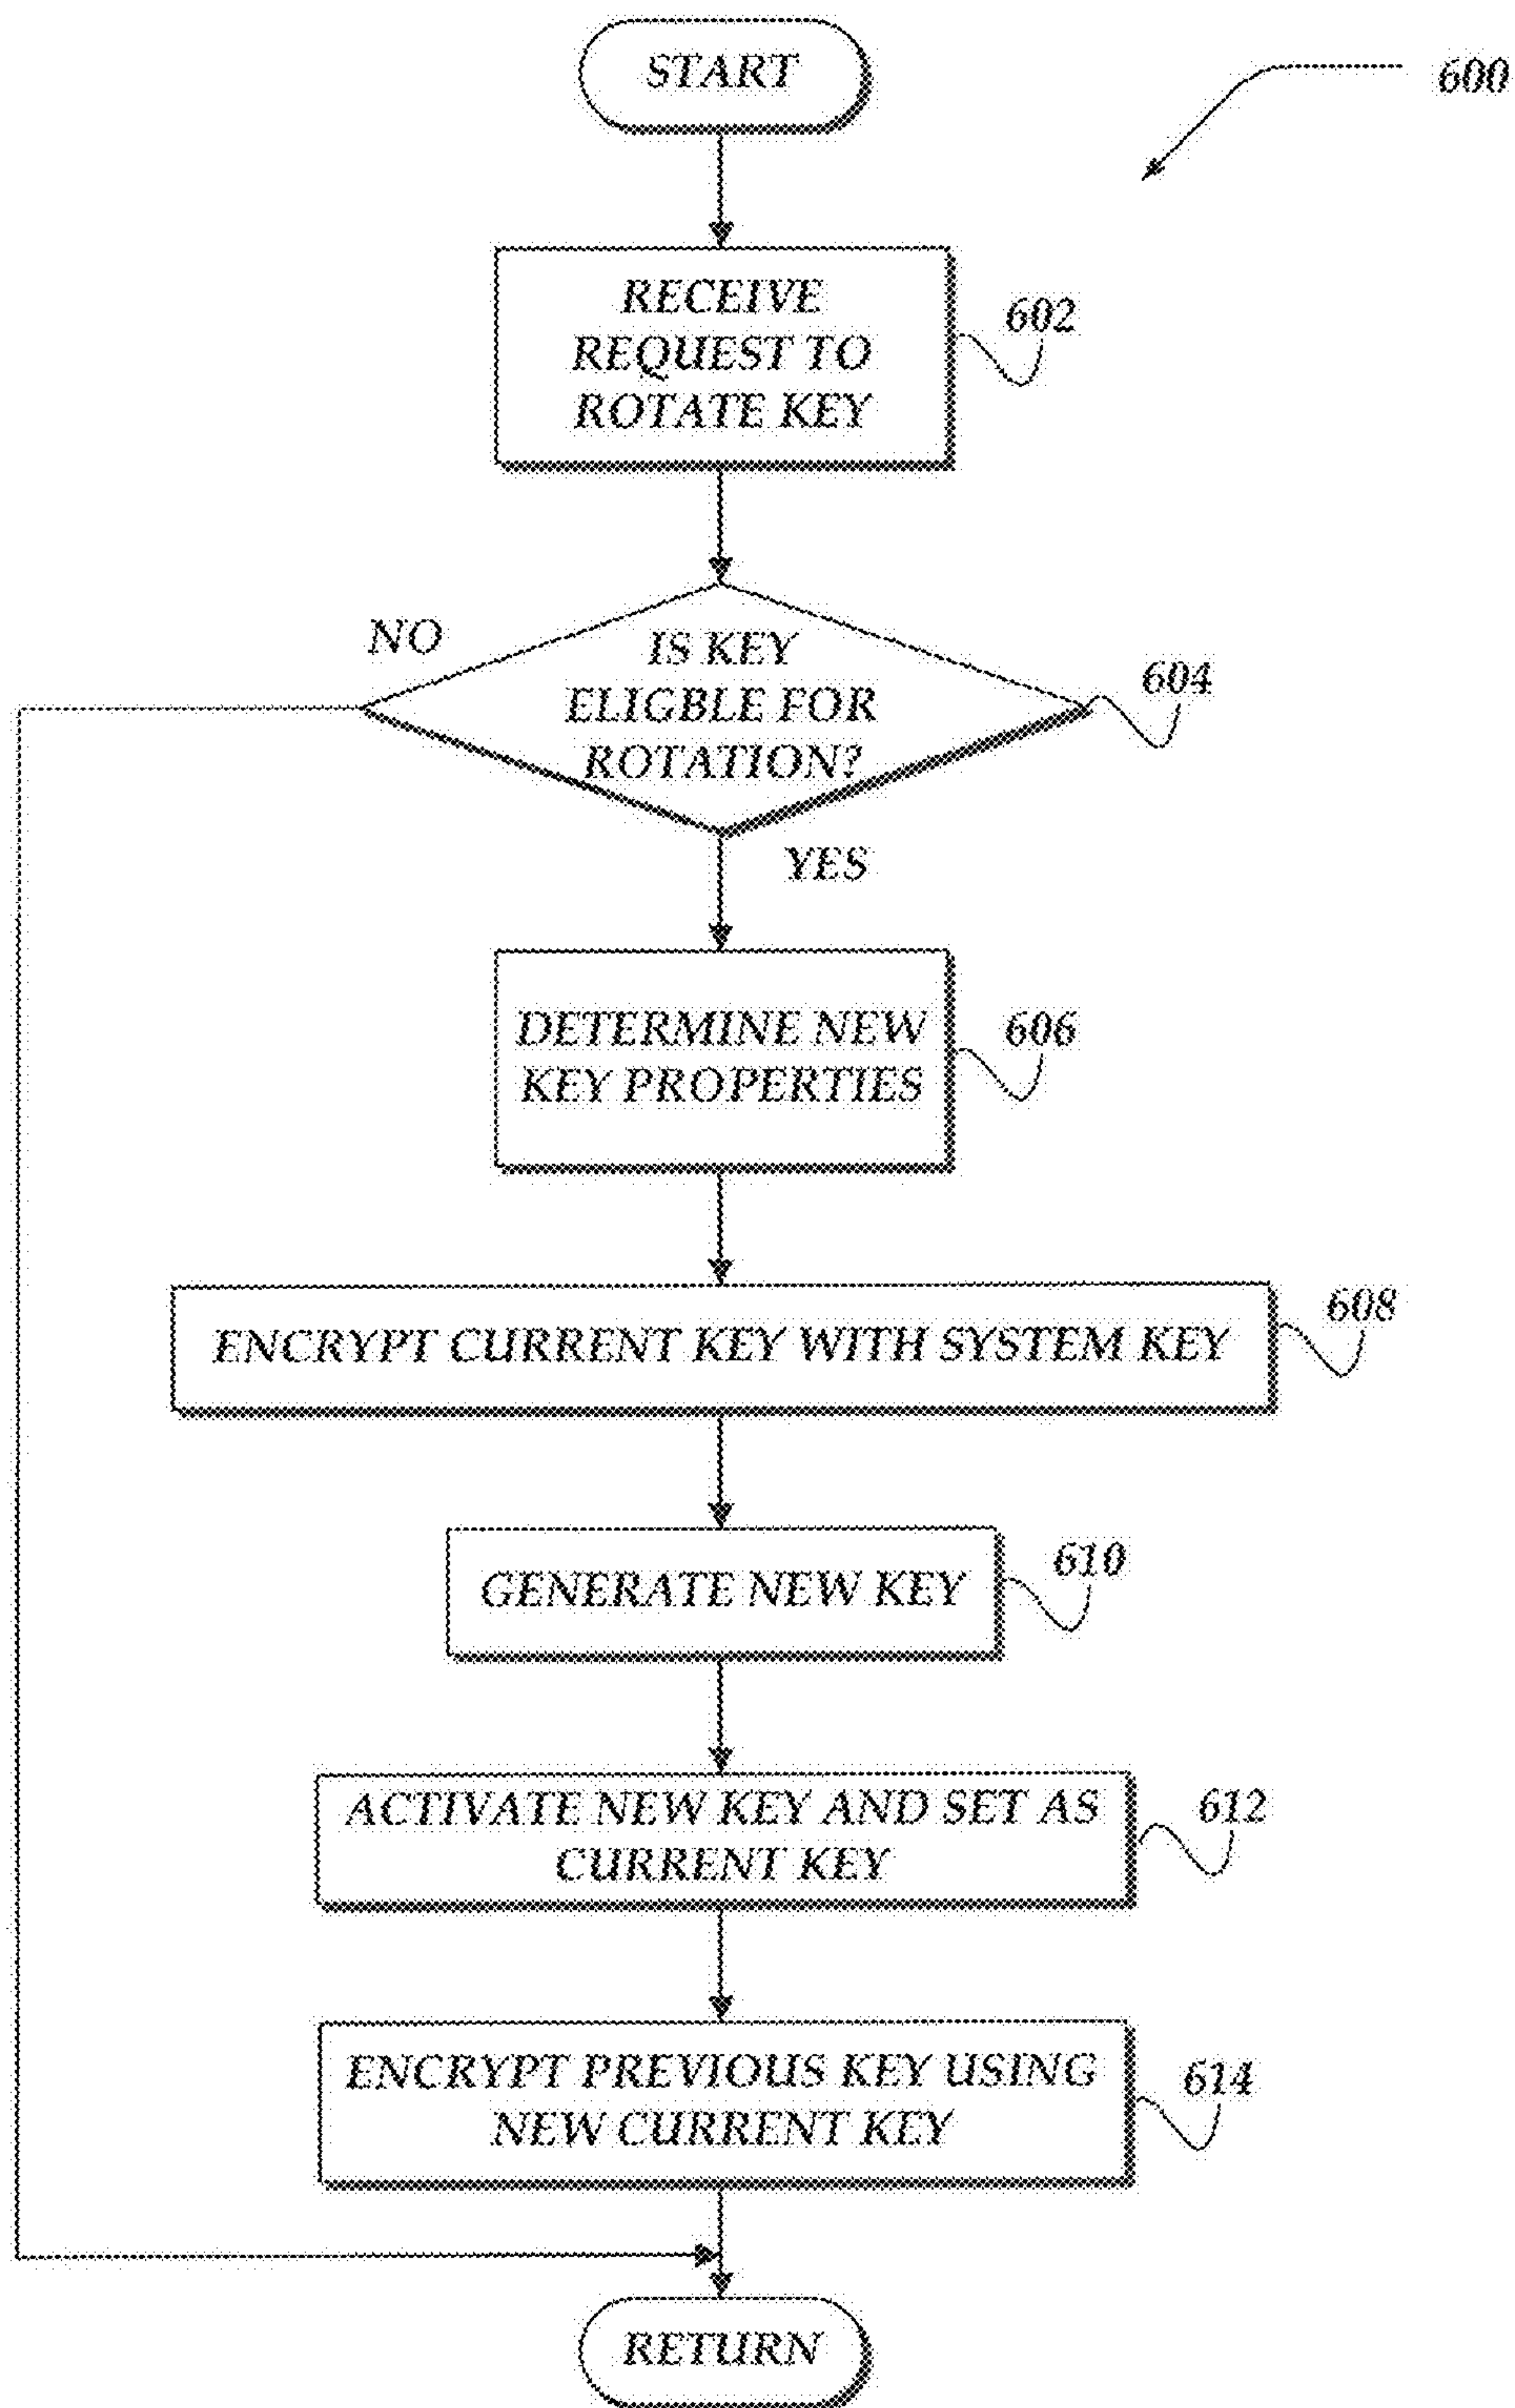 START
600
RECEIVE
REQUEST TO
ROTATE KEY
602
NO
IS KEY
ELIGBLE FOR
ROTATION?
604
YES
DETERMINE NEW
KEY PROPERTIES
606
ENCRYPT CURRENT KEY WITH SYSTEM KEY
608
GENERATE NEW KEY
610
ACTIVATE NEW KEY AND SET AS
CURRENT KEY
612
ENCRYPT PREVIOUS KEY USING
NEW CURRENT KEY
614
RETURN